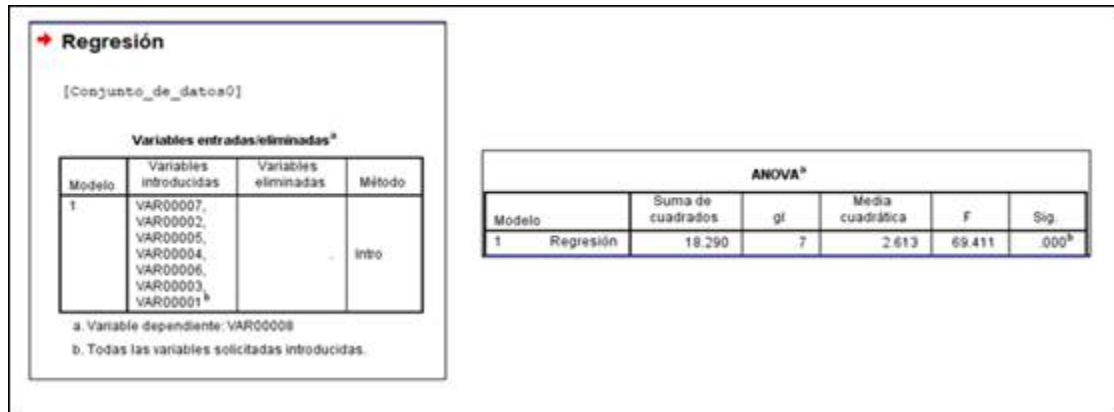 Regresión
[Conjunto_de_datos0]
Variables entradas/eliminadas a
Modelo Variables introducidas Variables eliminadas Método
1 VAR00007, . Intro
VAR00002,
VAR00005,
VAR00004,
VAR00006,
VAR00003,
VAR00001 b
a. Variable dependiente: VAR00008
b. Todas las variables solicitadas introducidas.
ANOVA a
Modelo Suma de cuadrados gl Media cuadrática F Sig.
1 Regresión 18.290 7 2.613 69.411 .000 b